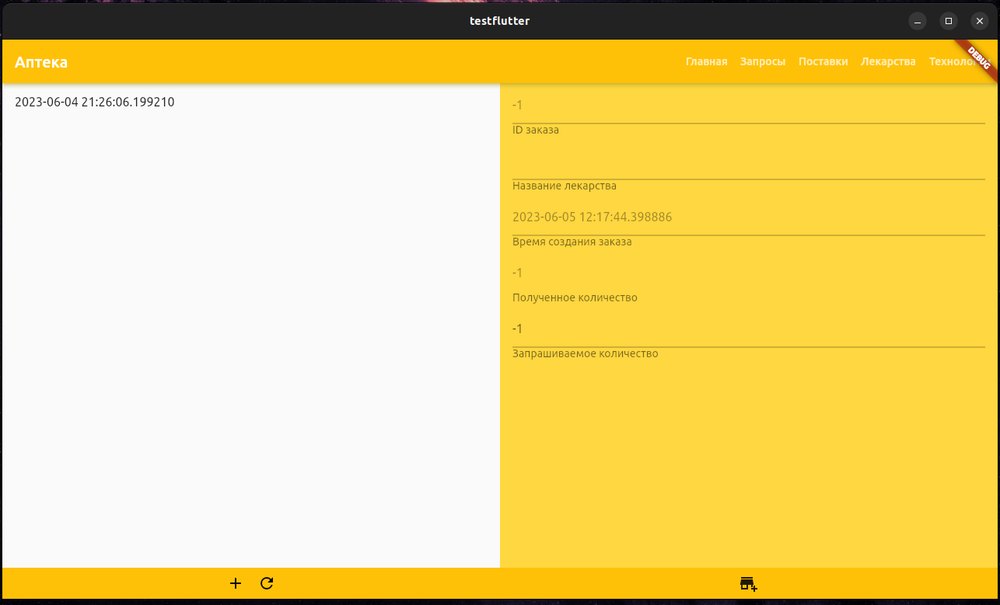 testflutter
Аптека
Главная Запросы Поставки Лекарства
DEBUG
2023-06-04 21:26:06.199210
-1
ID заказа
Название лекарства
2023-06-05 12:17:44.398886
Время создания заказа
-1
Полученное количество
-1
Запрашиваемое количество